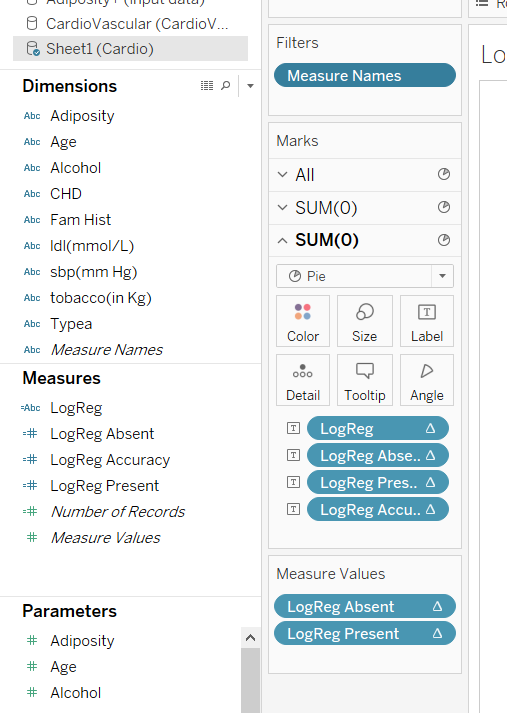 Adiposity+ (input data)
CardioVascular (CardioV...
Sheet1 (Cardio)
Dimensions
Abc Adiposity
Abc Age
Abc Alcohol
Abc CHD
Abc Fam Hist
Abc ldl(mmol/L)
Abc sbp(mm Hg)
Abc tobacco(in Kg)
Abc Typea
Abc Measure Names
Measures
=Abc LogReg
=# LogReg Absent
=# LogReg Accuracy
=# LogReg Present
=# Number of Records
# Measure Values
Parameters
# Adiposity
# Age
# Alcohol
Filters
Measure Names
Marks
All
SUM(0)
SUM(0)
Pie
Color Size Label
Detail Tooltip Angle
T LogReg Δ
T LogReg Abse.. Δ
T LogReg Pres.. Δ
T LogReg Accu.. Δ
Measure Values
LogReg Absent Δ
LogReg Present Δ
Lo